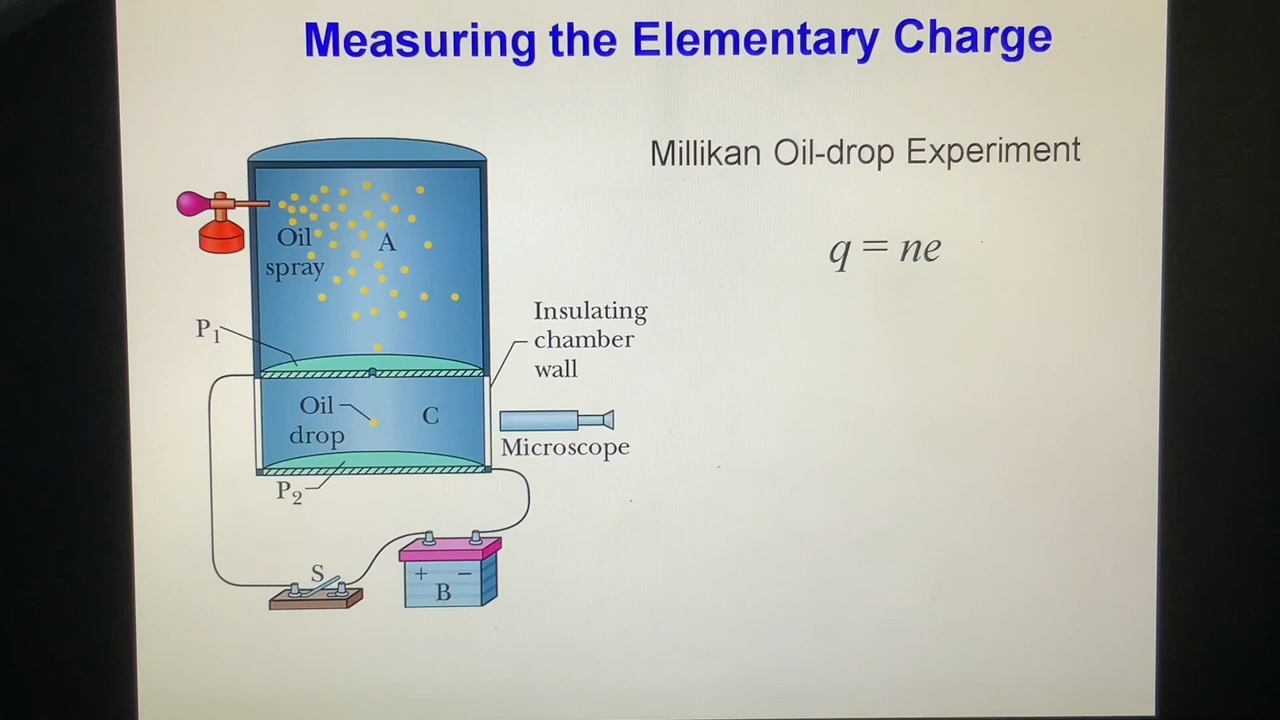 Measuring the Elementary Charge
Millikan Oil-drop Experiment
q = ne
Oil
spray
A
P1
Insulating
chamber
wall
Oil
drop
C
Microscope
P2
S
+ −
B